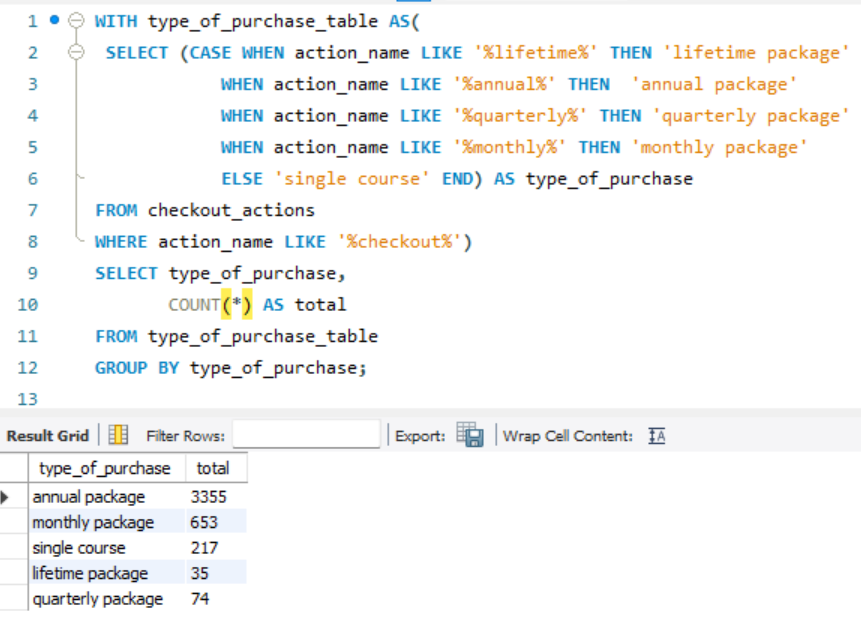 1 WITH type_of_purchase_table AS(
2 SELECT (CASE WHEN action_name LIKE '%lifetime%' THEN 'lifetime package'
3 WHEN action_name LIKE '%annual%' THEN 'annual package'
4 WHEN action_name LIKE '%quarterly%' THEN 'quarterly package'
5 WHEN action_name LIKE '%monthly%' THEN 'monthly package'
6 ELSE 'single course' END) AS type_of_purchase
7 FROM checkout_actions
8 WHERE action_name LIKE '%checkout%')
9 SELECT type_of_purchase,
10 COUNT(*) AS total
11 FROM type_of_purchase_table
12 GROUP BY type_of_purchase;
13
Result Grid Filter Rows: Export: Wrap Cell Content: IA
type_of_purchase total
annual package 3355
monthly package 653
single course 217
lifetime package 35
quarterly package 74